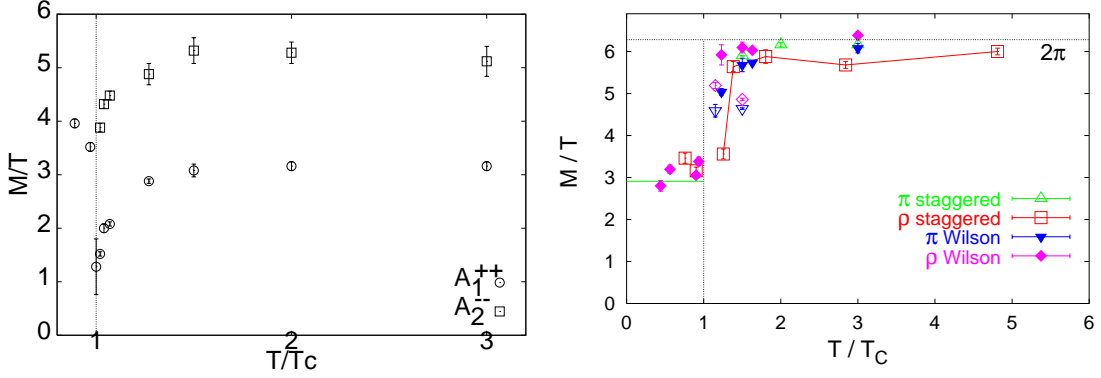 6
5
4
3
2
1
0
M/T
1
2
3
T/Tc
A1++
A2--
7
6
5
4
3
2
1
0
M / T
0
1
2
3
4
5
6
T / TC
2π
π staggered
ρ staggered
π Wilson
ρ Wilson